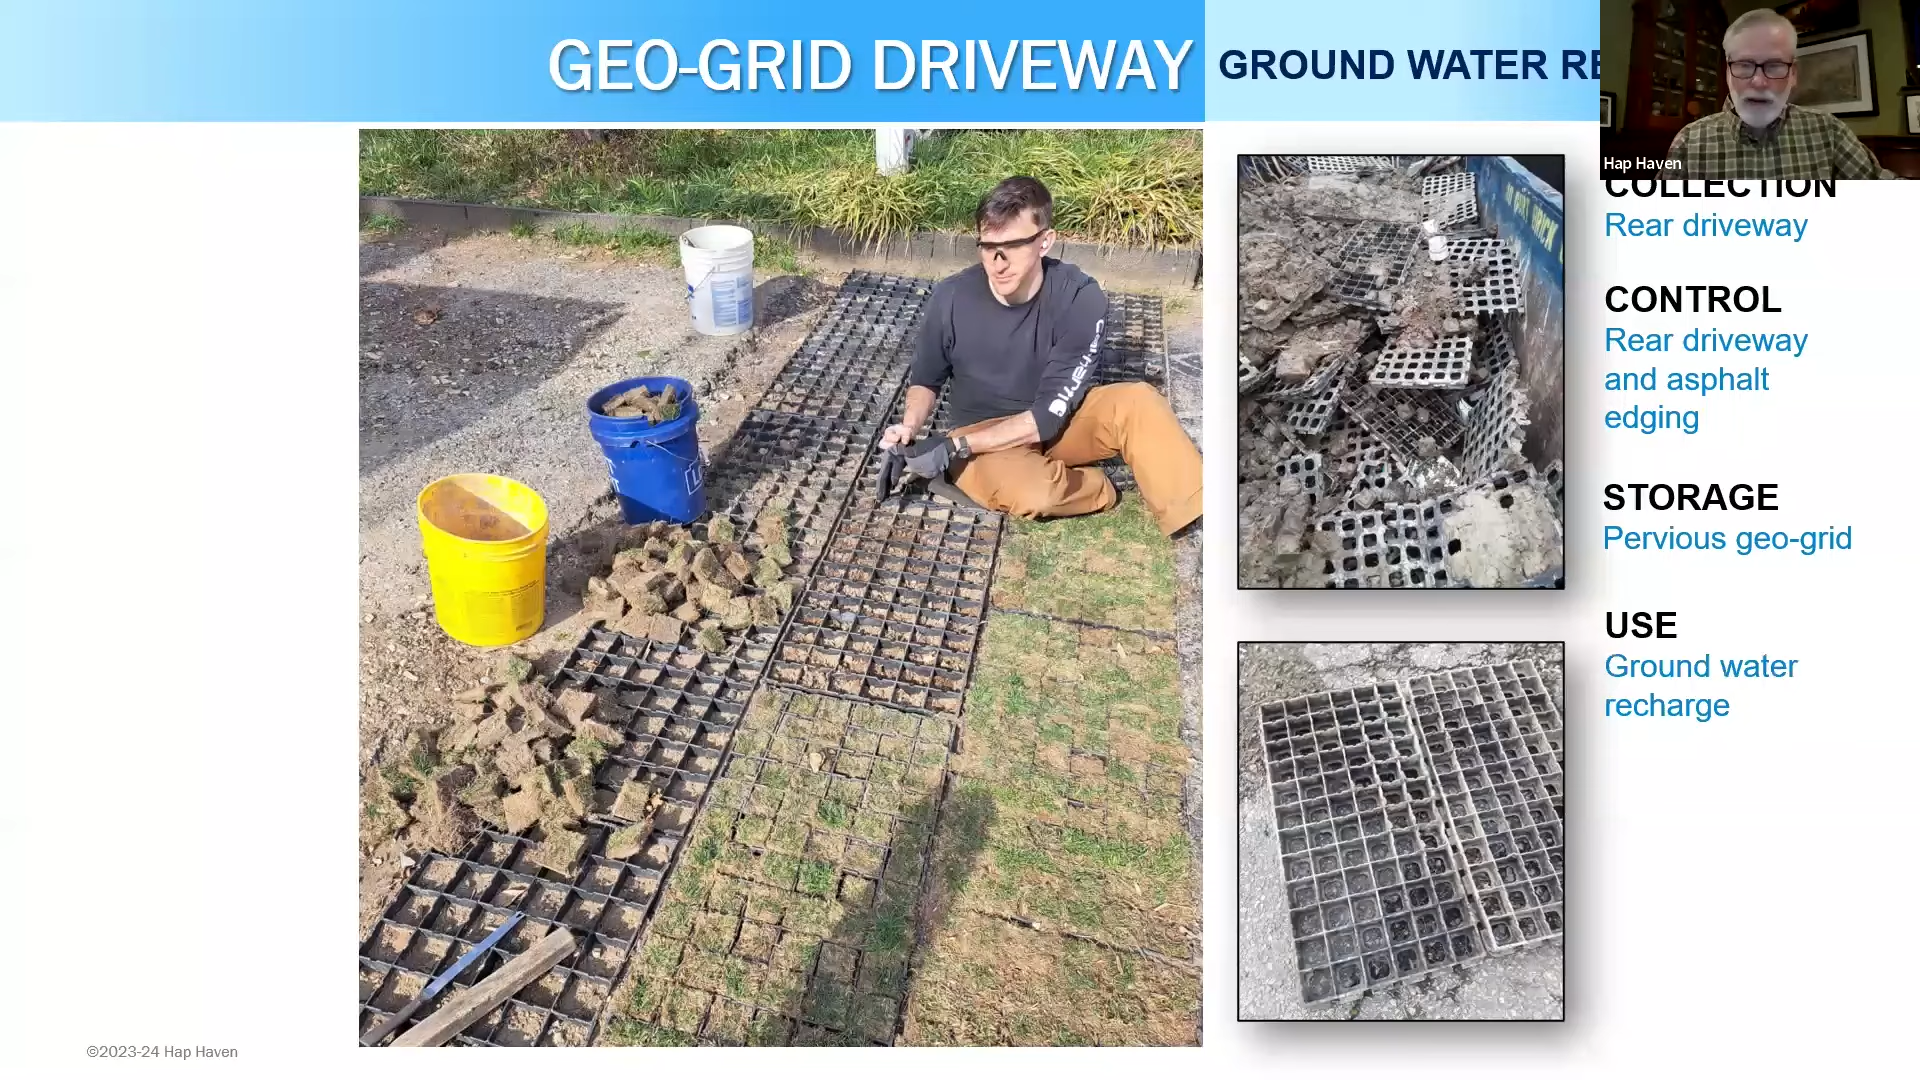 GEO-GRID DRIVEWAY
GROUND WATER RE
Hap Haven
COLLECTION
Rear driveway
CONTROL
Rear driveway
and asphalt
edging
STORAGE
Pervious geo-grid
USE
Ground water
recharge
Carhartt
©2023-24 Hap Haven